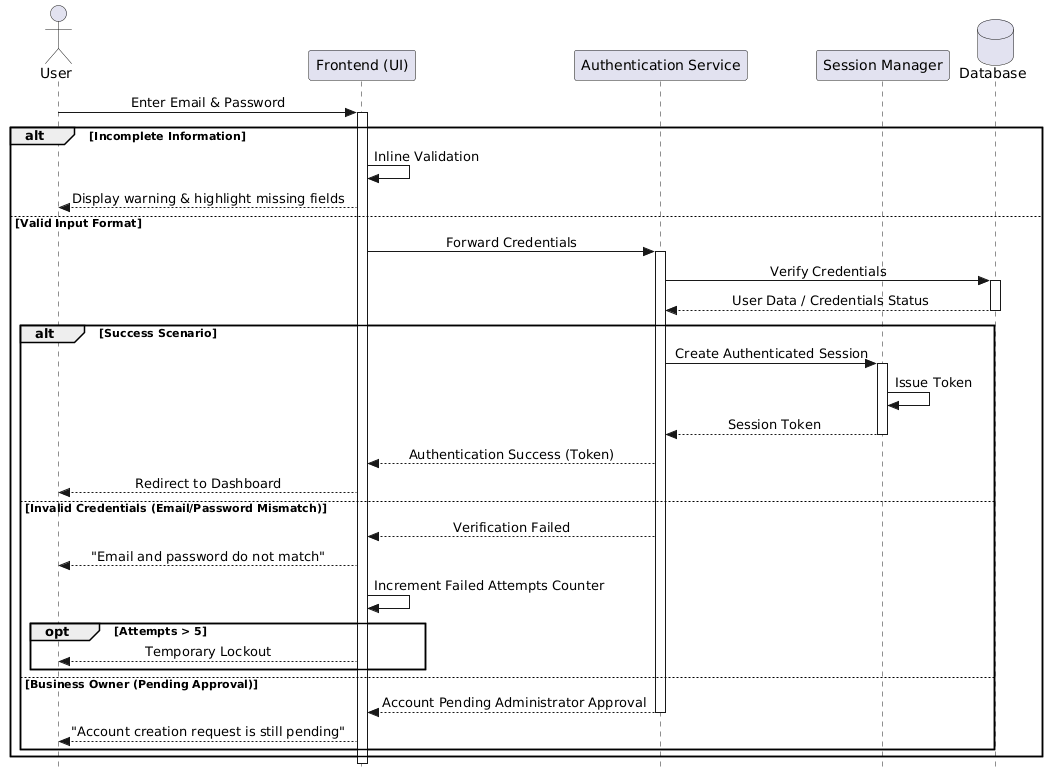 User
Frontend (UI)
Authentication Service
Session Manager
Database
Enter Email & Password
alt
[Incomplete Information]
Inline Validation
Display warning & highlight missing fields
[Valid Input Format]
Forward Credentials
Verify Credentials
User Data / Credentials Status
alt
[Success Scenario]
Create Authenticated Session
Issue Token
Session Token
Authentication Success (Token)
Redirect to Dashboard
[Invalid Credentials (Email/Password Mismatch)]
Verification Failed
"Email and password do not match"
Increment Failed Attempts Counter
opt
[Attempts > 5]
Temporary Lockout
[Business Owner (Pending Approval)]
Account Pending Administrator Approval
"Account creation request is still pending"